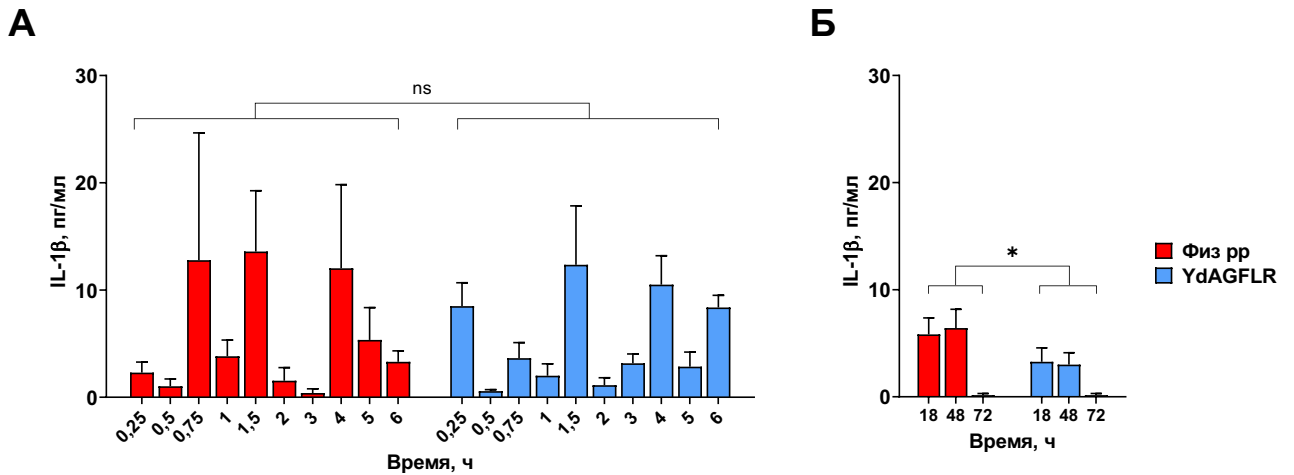 А
IL-1β, пг/мл
30
20
10
0
ns
0,25 0,5 0,75 1 1,5 2 3 4 5 6 0,25 0,5 0,75 1 1,5 2 3 4 5 6
Время, ч
Б
IL-1β, пг/мл
30
20
10
0
*
18 48 72 18 48 72
Время, ч
Физ рр
YdAGFLR